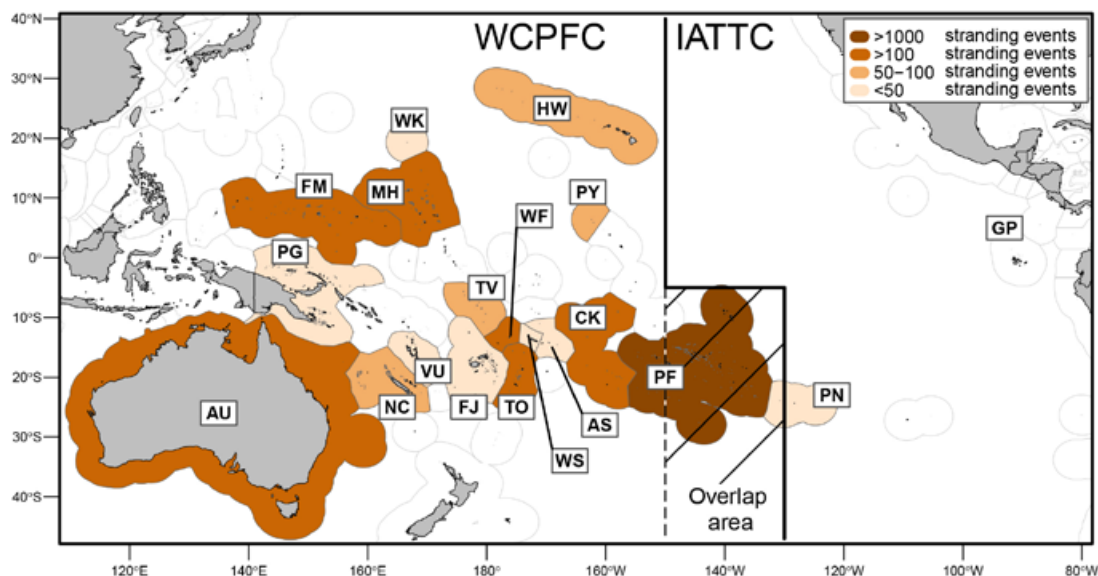 WCPFC IATTC
>1000 stranding events
>100 stranding events
50–100 stranding events
<50 stranding events
40°N
30°N
20°N
10°N
0°
10°S
20°S
30°S
40°S
HW
WK
FM
MH
PY
WF
PG
GP
TV
CK
VU
PF
AU
NC
FJ
TO
AS
PN
WS
Overlap
area
120°E 140°E 160°E 180° 160°W 140°W 120°W 100°W 80°W